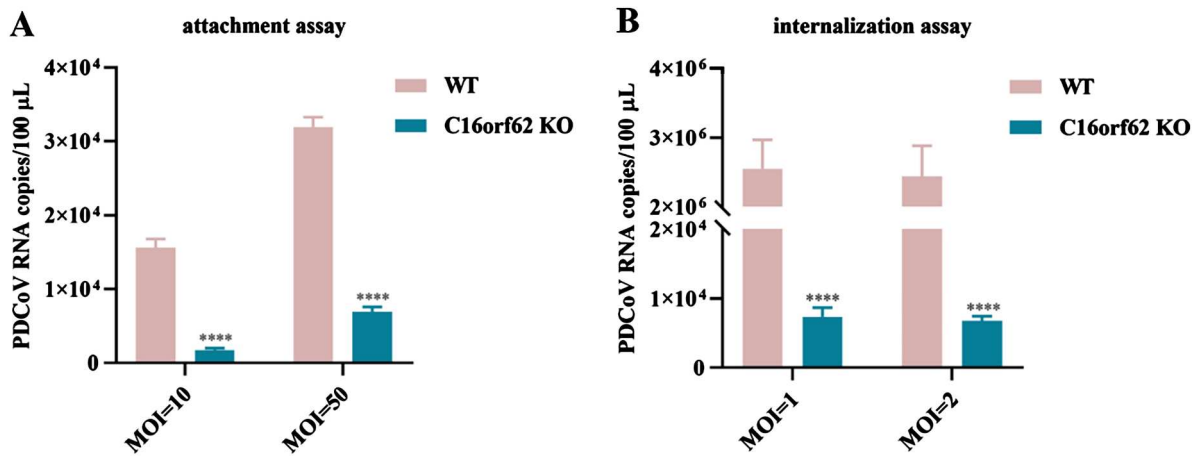 A
attachment assay
PDCoV RNA copies/100 μL
4×10⁴
3×10⁴
2×10⁴
1×10⁴
0
WT
C16orf62 KO
****
****
MOI=10
MOI=50
B
internalization assay
PDCoV RNA copies/100 μL
4×10⁶
3×10⁶
2×10⁶
2×10⁴
1×10⁴
0
WT
C16orf62 KO
****
****
MOI=1
MOI=2